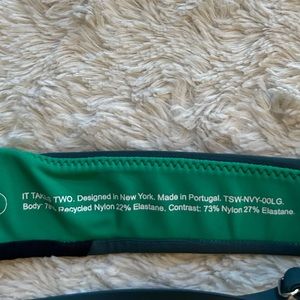 IT TAKES TWO. Designed in New York. Made in Portugal. TSW-NVY-00LG.
Body: 78% Recycled Nylon 22% Elastane. Contrast: 73% Nylon 27% Elastane.